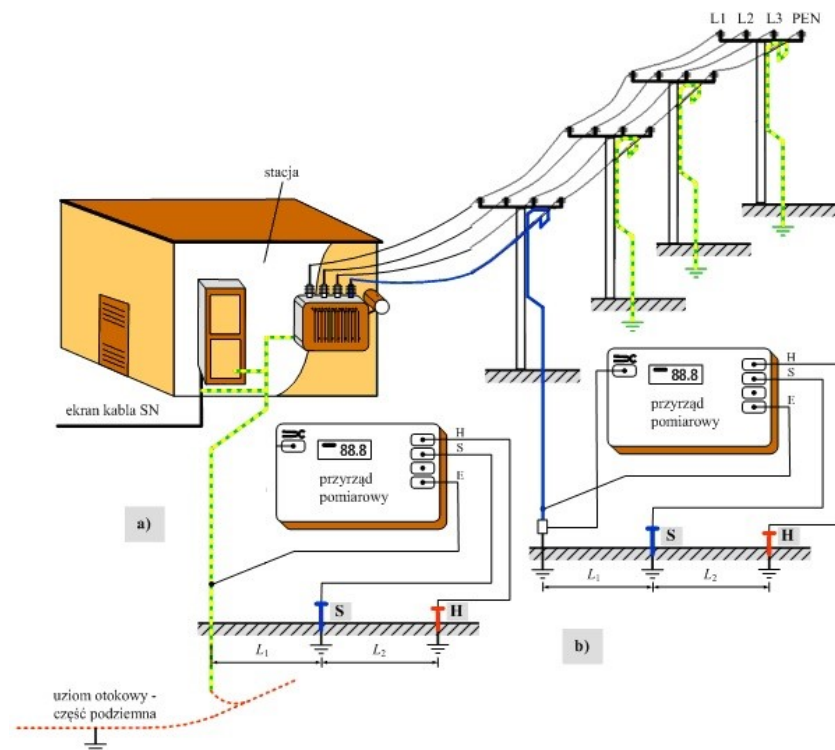 L1 L2 L3 PEN
stacja
ekran kabla SN
H
S
E
88.8
przyrząd
pomiarowy
a)
S
H
L1
L2
uziom otokowy -
część podziemna
H
S
E
88.8
przyrząd
pomiarowy
S
H
L1
L2
b)